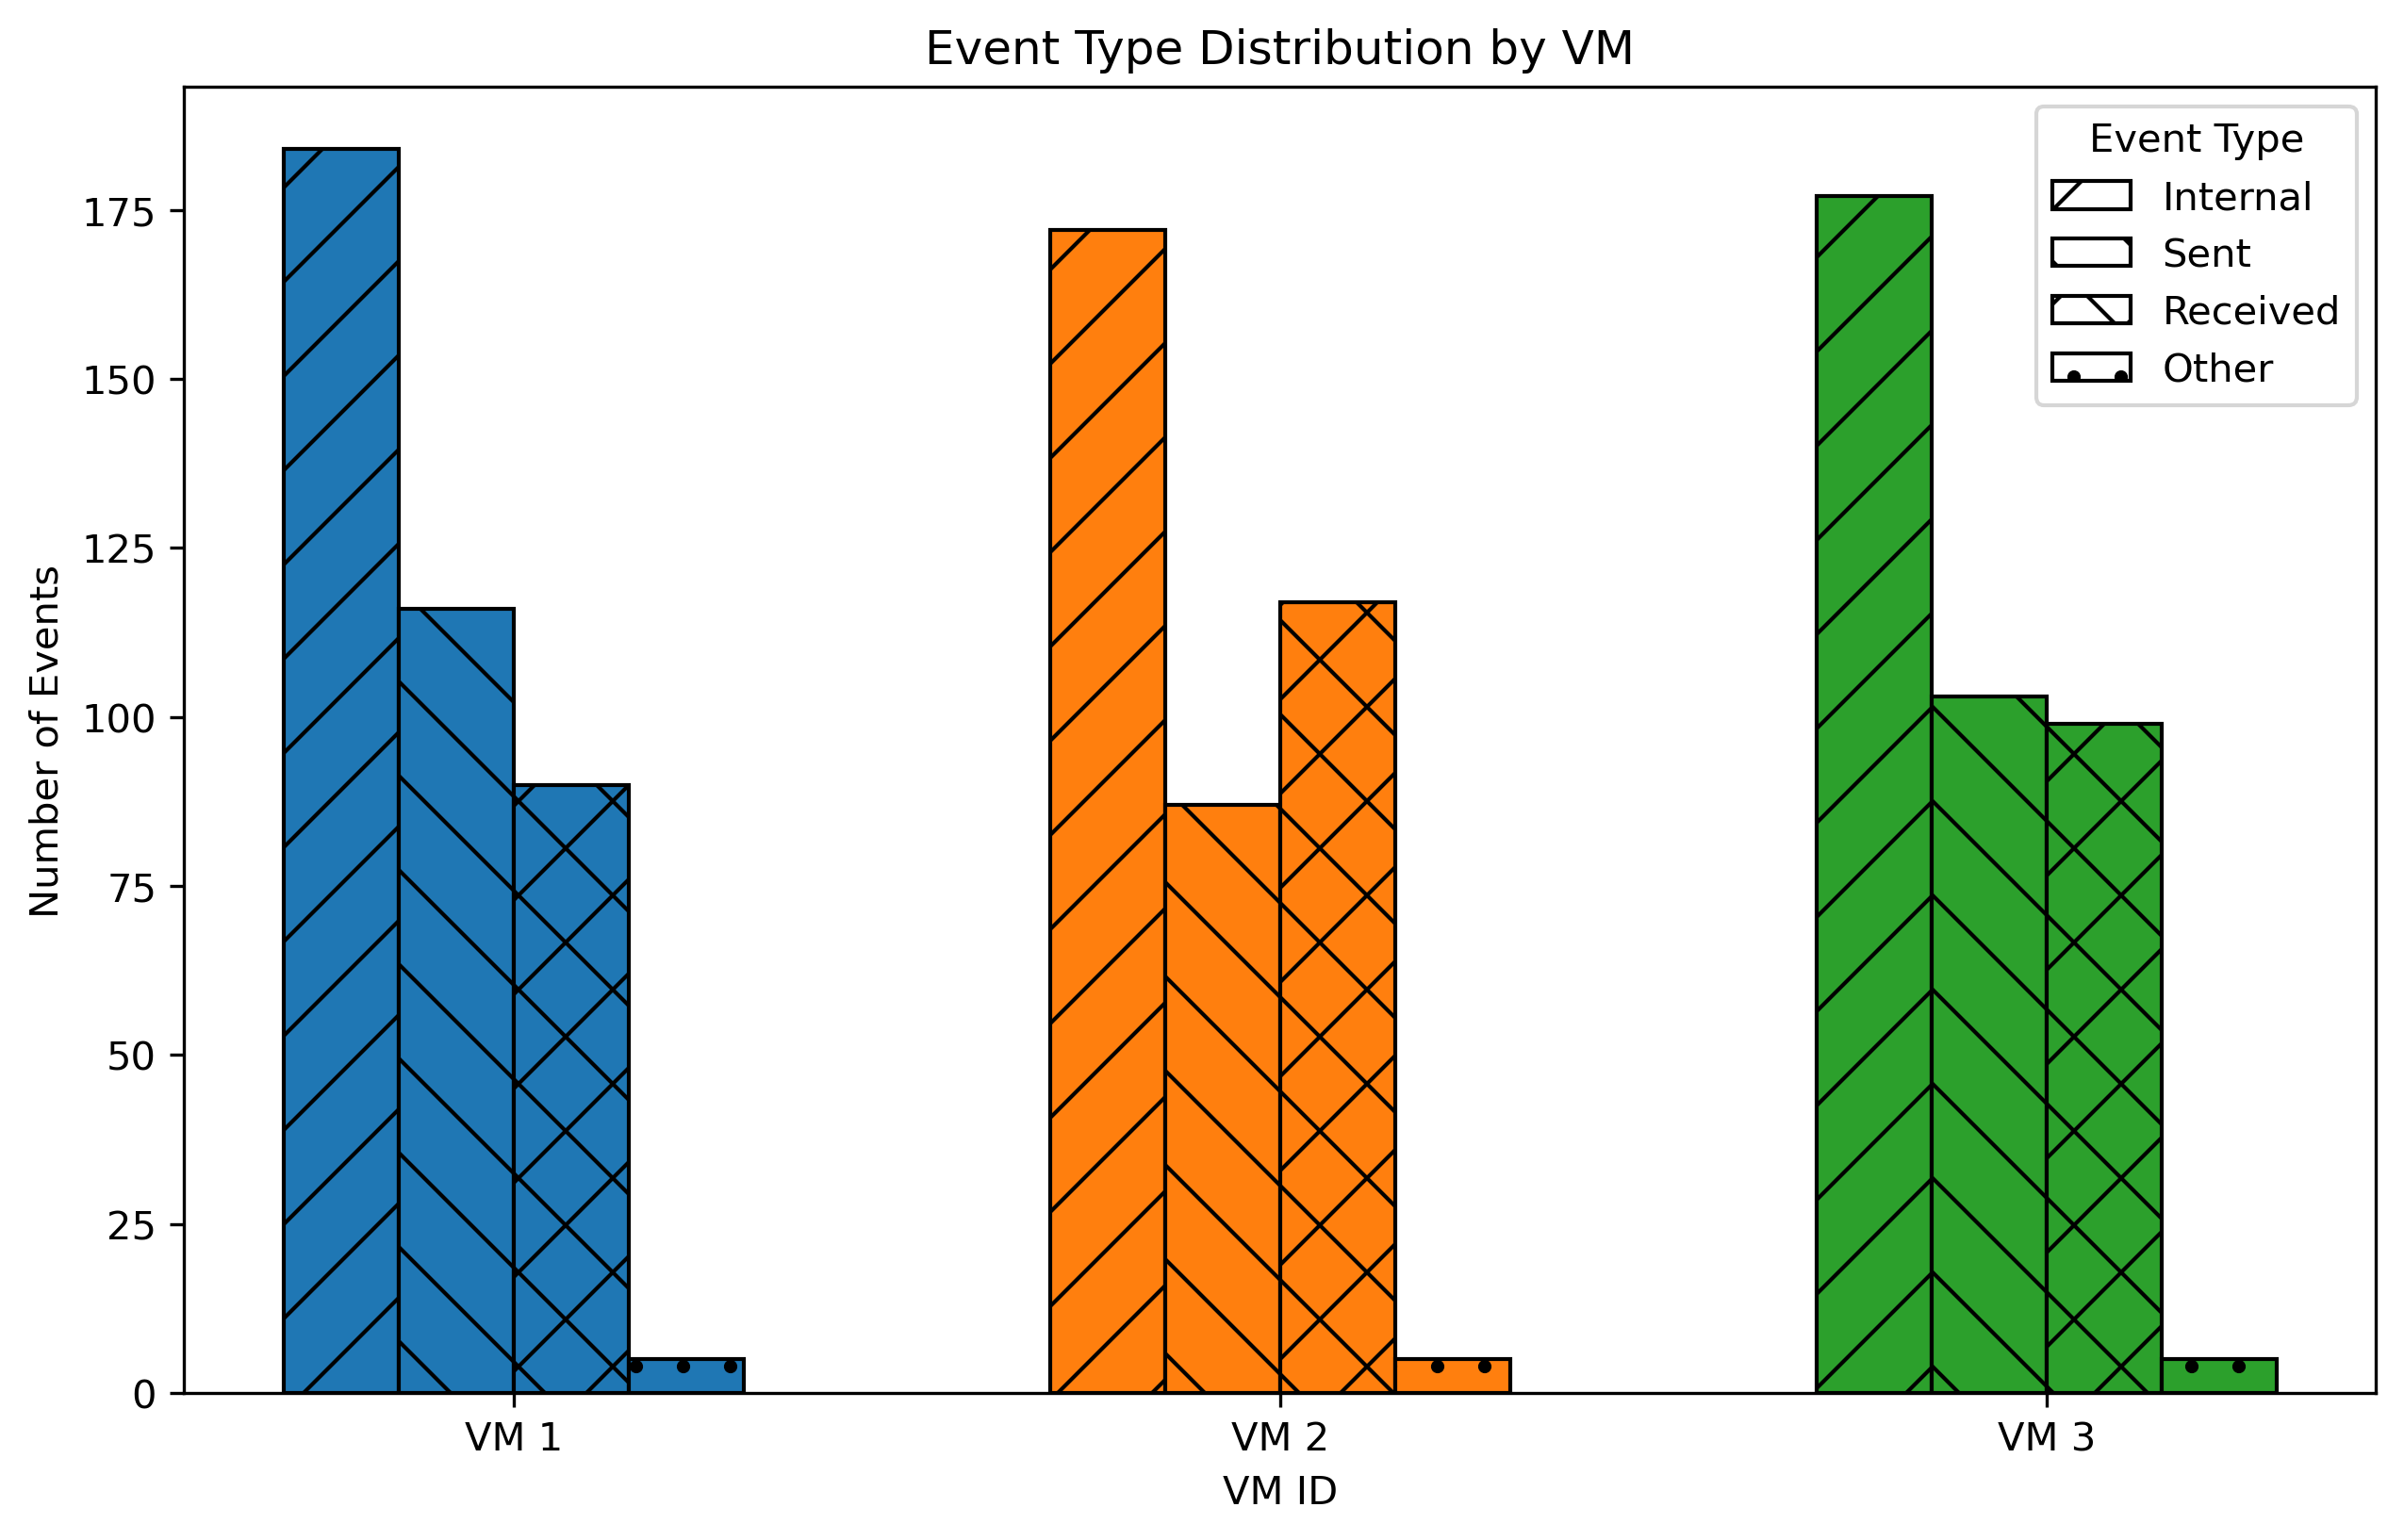 Event Type Distribution by VM
Event Type
Internal
Sent
Received
Other
Number of Events
175
150
125
100
75
50
25
0
VM 1
VM 2
VM 3
VM ID